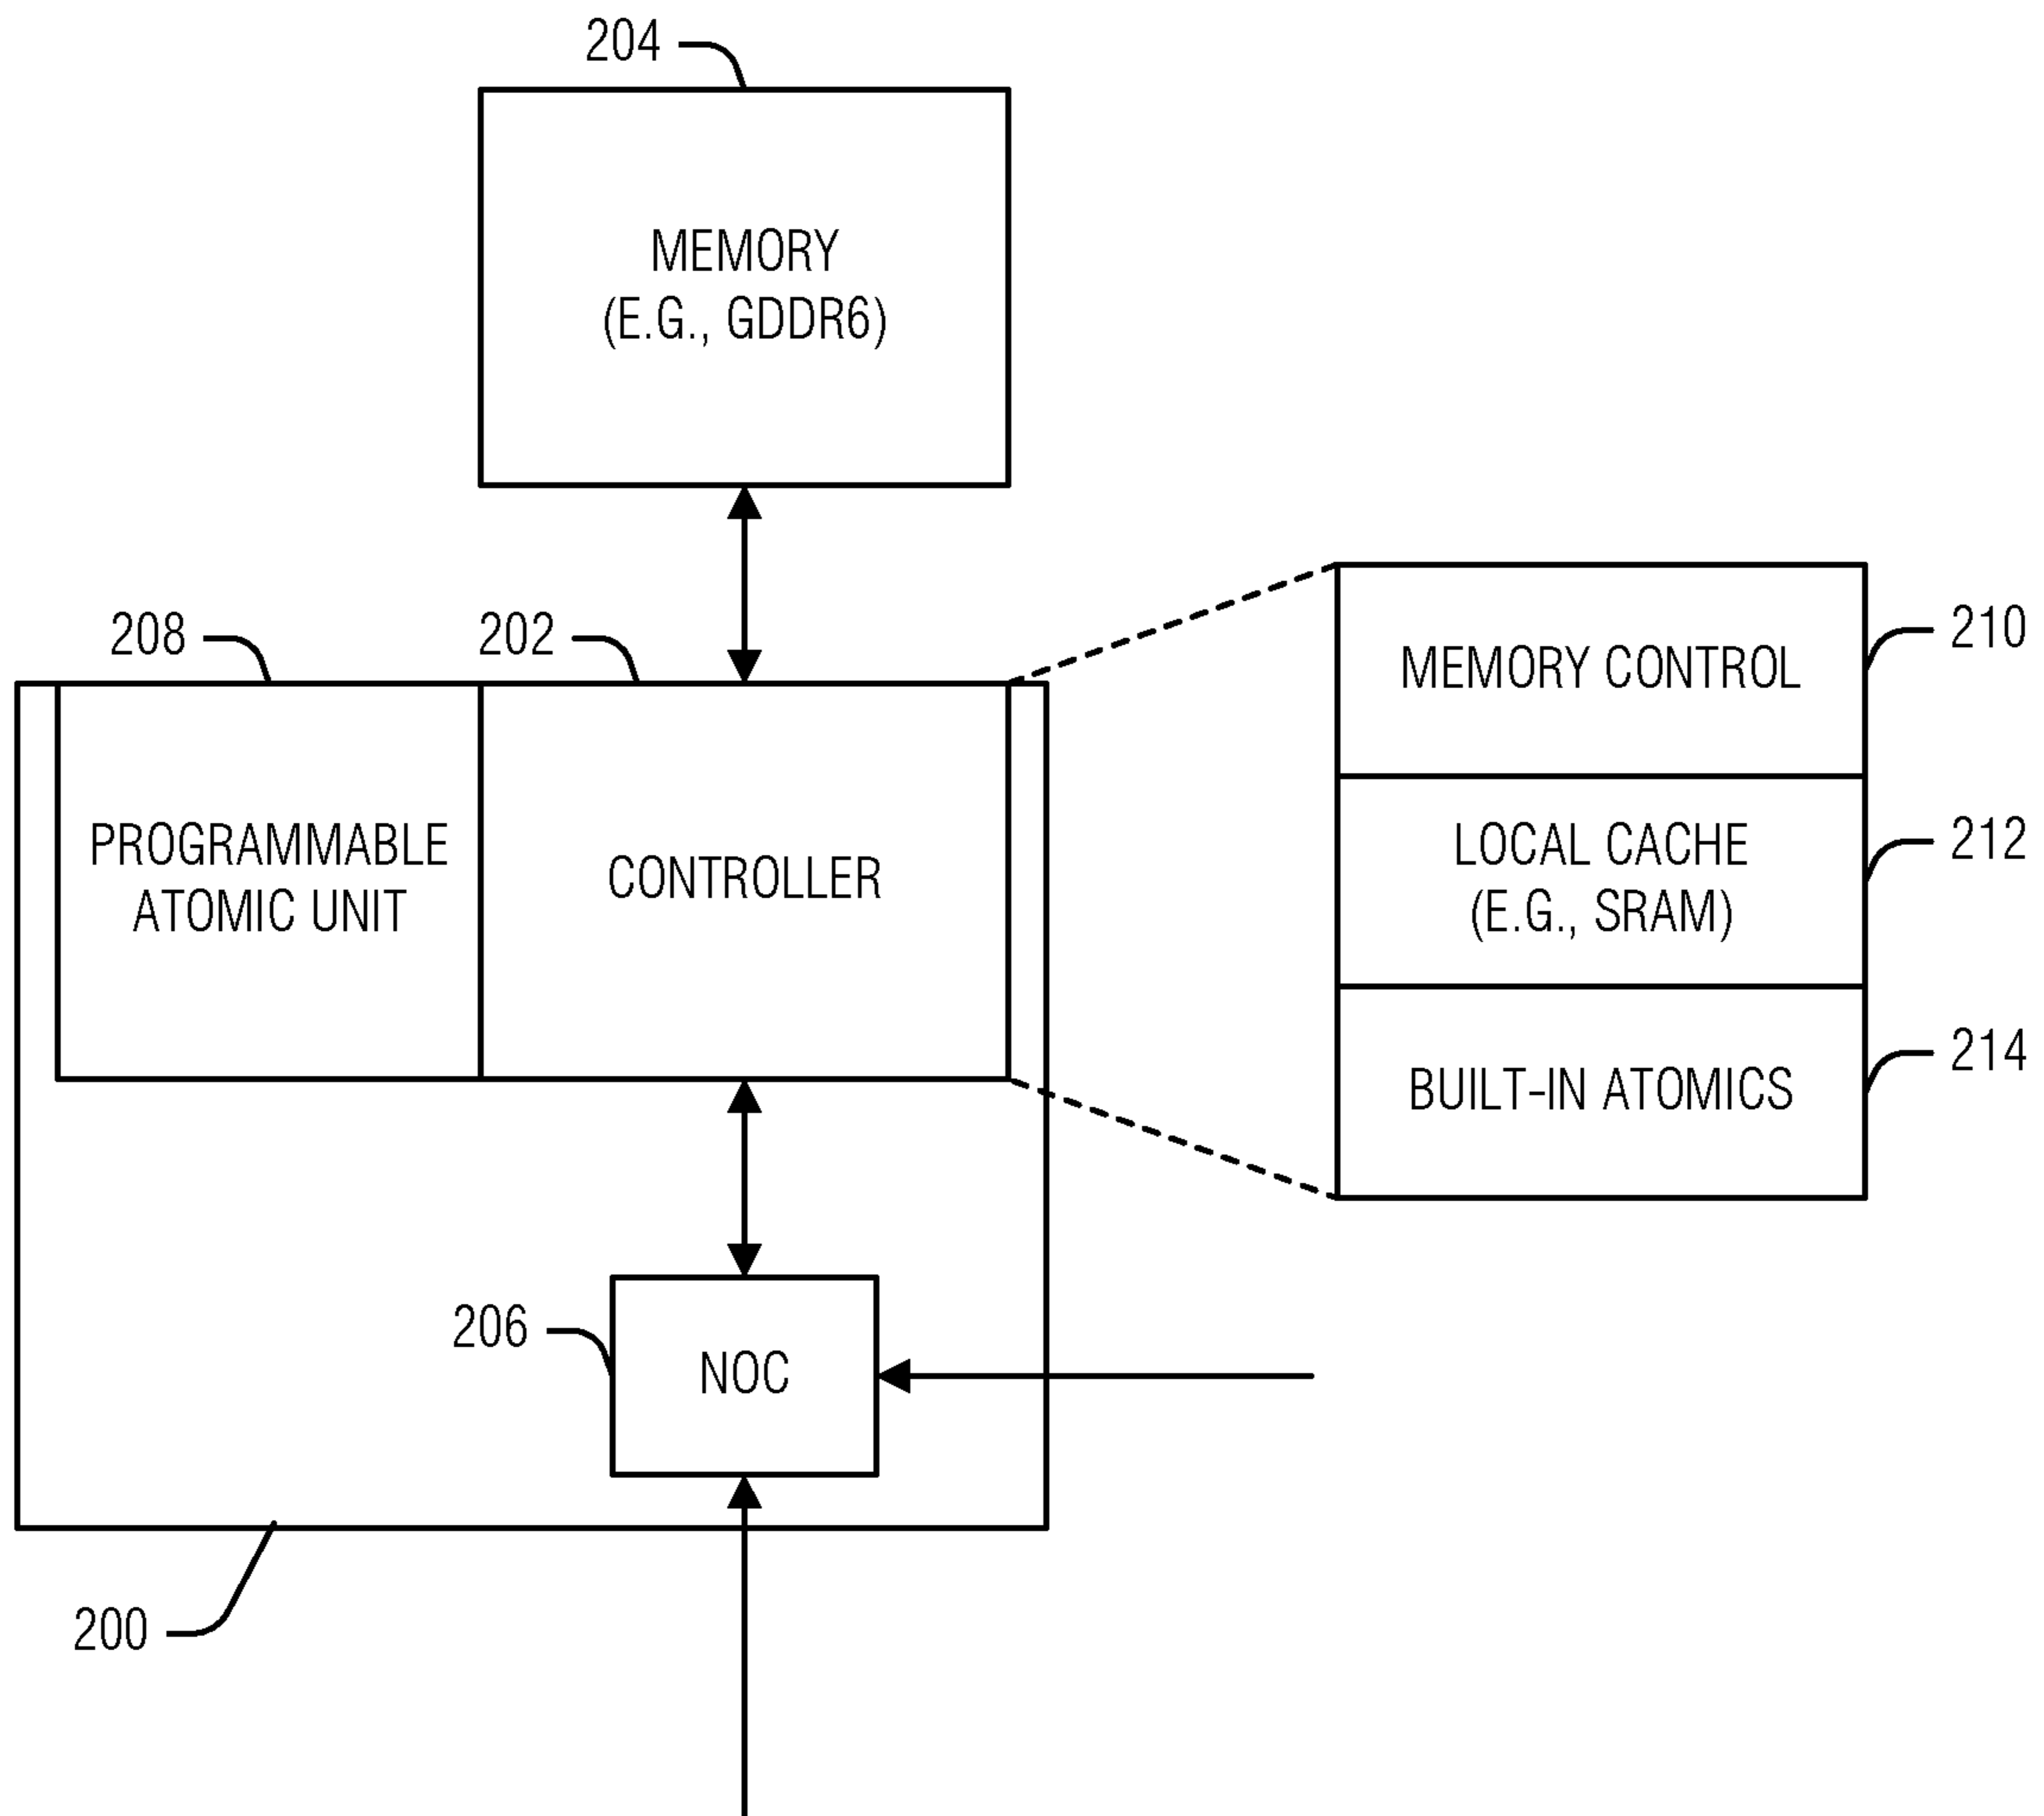 204
MEMORY
(E.G., GDDR6)
208
202
210
MEMORY CONTROL
PROGRAMMABLE
ATOMIC UNIT
CONTROLLER
212
LOCAL CACHE
(E.G., SRAM)
214
BUILT-IN ATOMICS
206
NOC
200